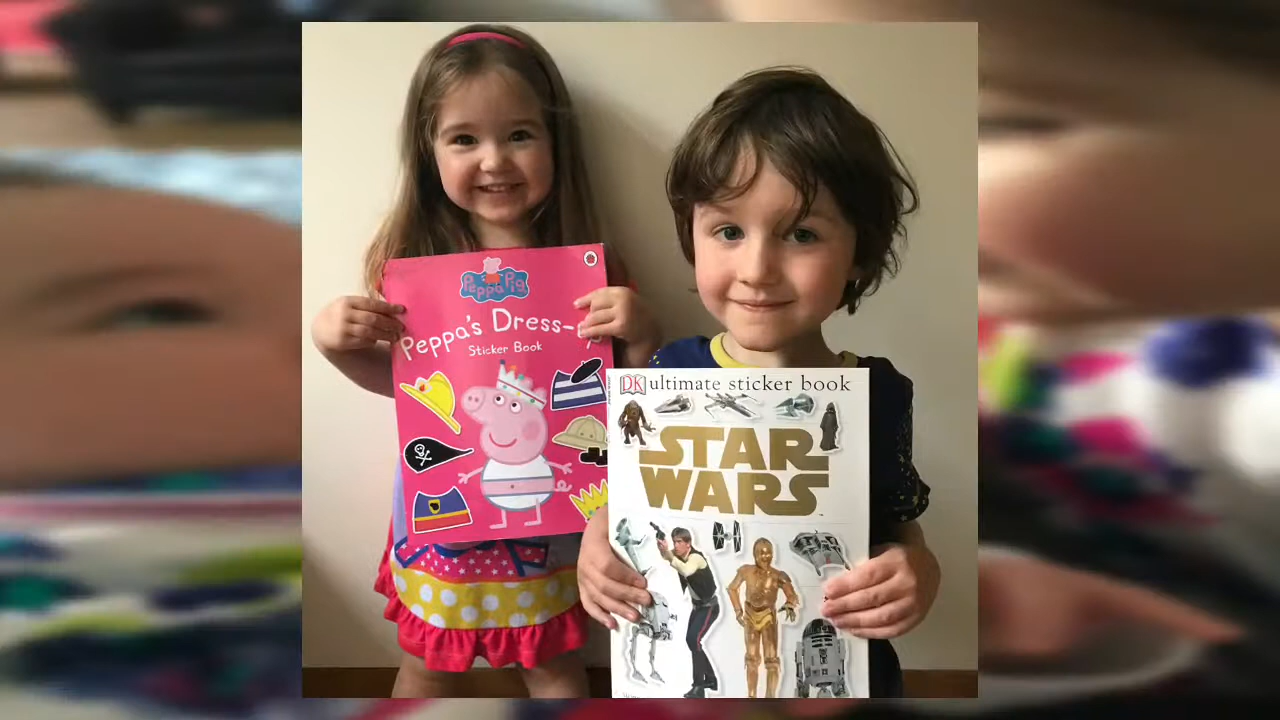 Peppa Pig
Peppa's Dress-
Sticker Book
DK ultimate sticker book
STAR
WARS